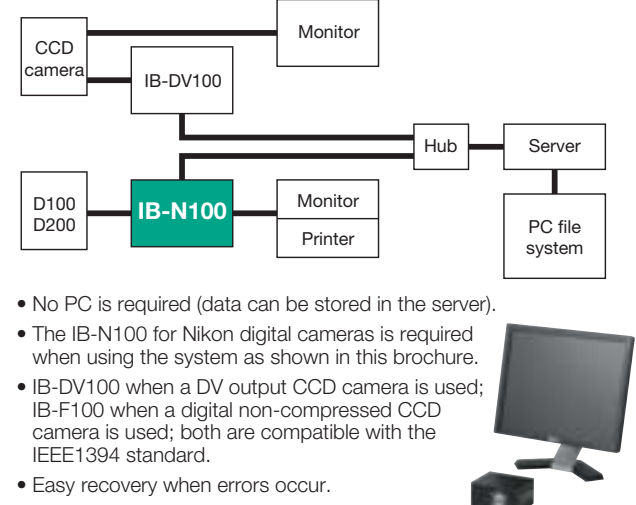 Monitor
CCD
camera
IB-DV100
Hub
Server
D100
D200
IB-N100
Monitor
Printer
PC file
system
• No PC is required (data can be stored in the server).
• The IB-N100 for Nikon digital cameras is required
when using the system as shown in this brochure.
• IB-DV100 when a DV output CCD camera is used;
IB-F100 when a digital non-compressed CCD
camera is used; both are compatible with the
IEEE1394 standard.
• Easy recovery when errors occur.